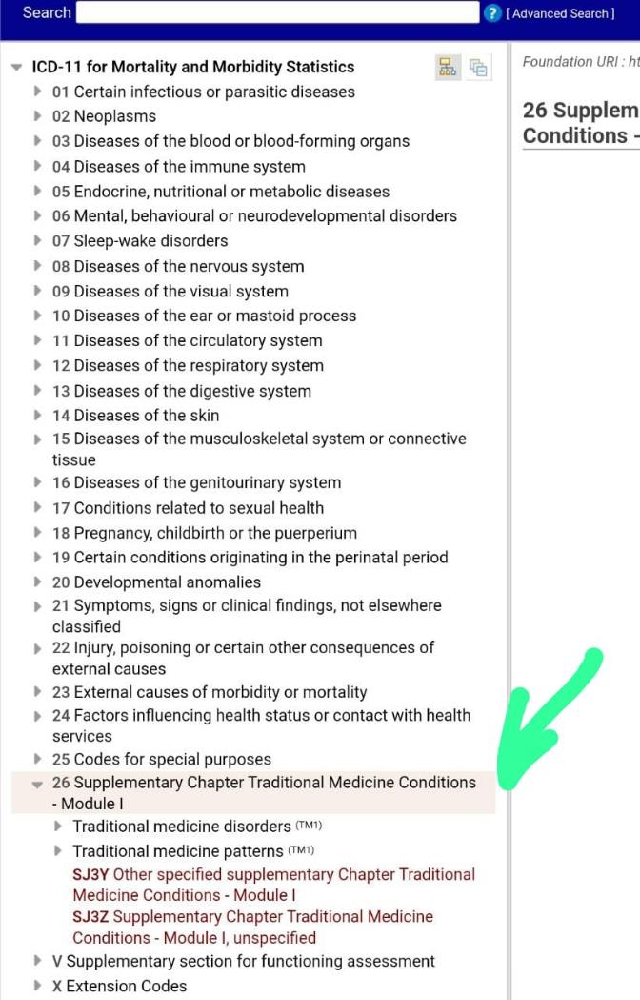 Search ? [ Advanced Search ]
ICD-11 for Mortality and Morbidity Statistics
01 Certain infectious or parasitic diseases
02 Neoplasms
03 Diseases of the blood or blood-forming organs
04 Diseases of the immune system
05 Endocrine, nutritional or metabolic diseases
06 Mental, behavioural or neurodevelopmental disorders
07 Sleep-wake disorders
08 Diseases of the nervous system
09 Diseases of the visual system
10 Diseases of the ear or mastoid process
11 Diseases of the circulatory system
12 Diseases of the respiratory system
13 Diseases of the digestive system
14 Diseases of the skin
15 Diseases of the musculoskeletal system or connective
tissue
16 Diseases of the genitourinary system
17 Conditions related to sexual health
18 Pregnancy, childbirth or the puerperium
19 Certain conditions originating in the perinatal period
20 Developmental anomalies
21 Symptoms, signs or clinical findings, not elsewhere
classified
22 Injury, poisoning or certain other consequences of
external causes
23 External causes of morbidity or mortality
24 Factors influencing health status or contact with health
services
25 Codes for special purposes
26 Supplementary Chapter Traditional Medicine Conditions
- Module I
Traditional medicine disorders (TM1)
Traditional medicine patterns (TM1)
SJ3Y Other specified supplementary Chapter Traditional
Medicine Conditions - Module I
SJ3Z Supplementary Chapter Traditional Medicine
Conditions - Module I, unspecified
V Supplementary section for functioning assessment
X Extension Codes
Foundation URI : ht
26 Supplem
Conditions -